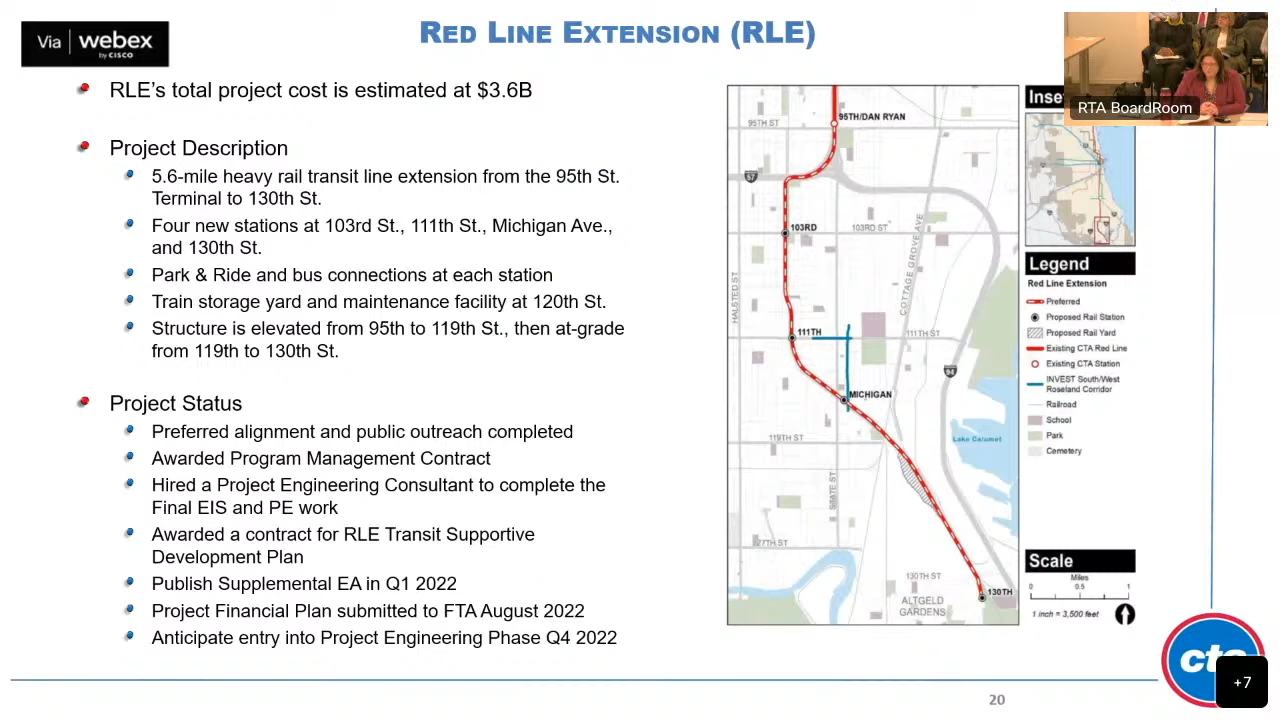 Via | webex
by CISCO
RED LINE EXTENSION (RLE)
RTA BoardRoom
RLE's total project cost is estimated at $3.6B
Project Description
5.6-mile heavy rail transit line extension from the 95th St.
Terminal to 130th St.
Four new stations at 103rd St., 111th St., Michigan Ave.,
and 130th St.
Park & Ride and bus connections at each station
Train storage yard and maintenance facility at 120th St.
Structure is elevated from 95th to 119th St., then at-grade
from 119th to 130th St.
Project Status
Preferred alignment and public outreach completed
Awarded Program Management Contract
Hired a Project Engineering Consultant to complete the
Final EIS and PE work
Awarded a contract for RLE Transit Supportive
Development Plan
Publish Supplemental EA in Q1 2022
Project Financial Plan submitted to FTA August 2022
Anticipate entry into Project Engineering Phase Q4 2022
95TH/DAN RYAN
95TH ST
57
103RD
103RD ST
COTTAGE GROVE AVE
HALSTED ST
111TH
111TH ST
94
MICHIGAN
119TH ST
Lake Calumet
STATE ST
127TH ST
130TH ST
130TH
ALTGELD
GARDENS
Inse
Legend
Red Line Extension
Preferred
Proposed Rail Station
Proposed Rail Yard
Existing CTA Red Line
Existing CTA Station
INVEST South/West
Roseland Corridor
Railroad
School
Park
Cemetery
Scale
Miles
0 0.5 1
1 inch = 3,500 feet
cta
+7
20